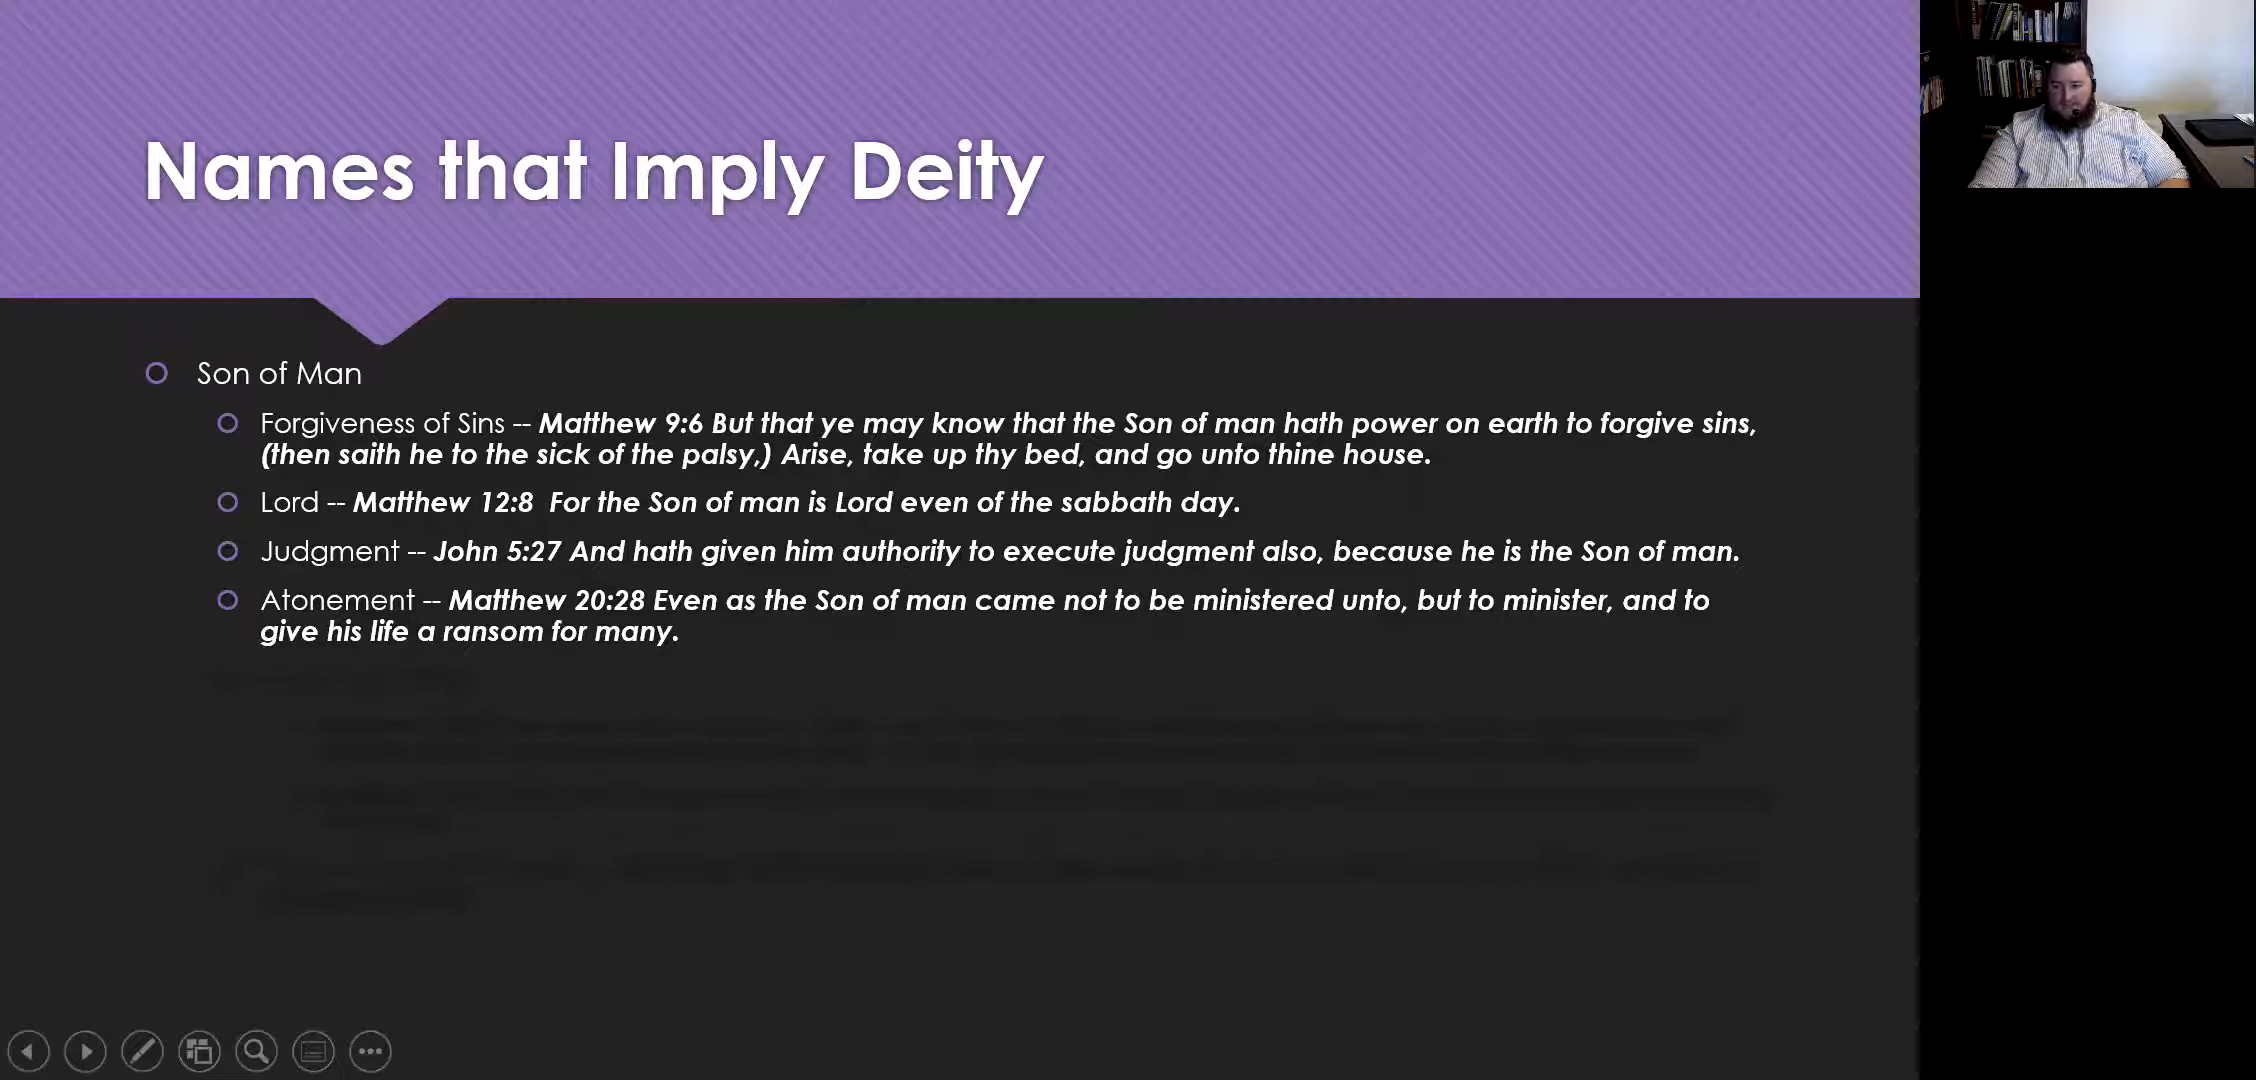 Names that Imply Deity
Son of Man
Forgiveness of Sins -- Matthew 9:6 But that ye may know that the Son of man hath power on earth to forgive sins,
(then saith he to the sick of the palsy,) Arise, take up thy bed, and go unto thine house.
Lord -- Matthew 12:8  For the Son of man is Lord even of the sabbath day.
Judgment -- John 5:27 And hath given him authority to execute judgment also, because he is the Son of man.
Atonement -- Matthew 20:28 Even as the Son of man came not to be ministered unto, but to minister, and to
give his life a ransom for many.